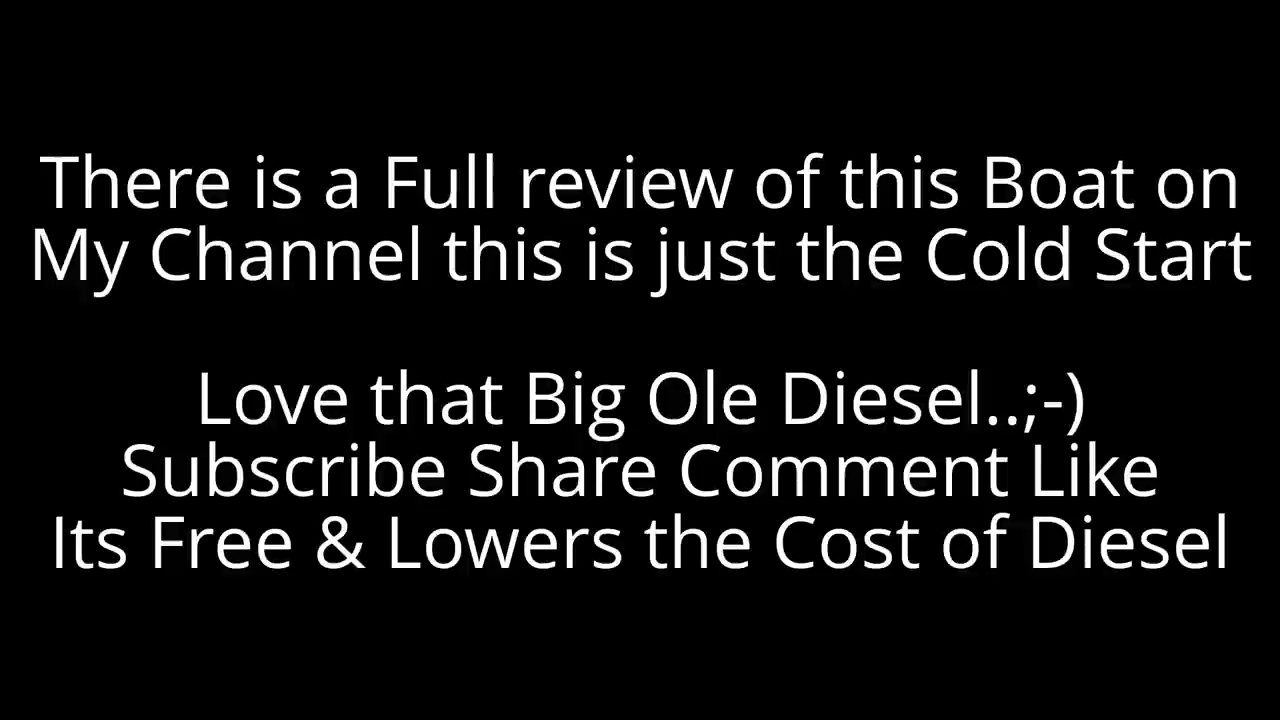 There is a Full review of this Boat on
My Channel this is just the Cold Start
Love that Big Ole Diesel..;-)
Subscribe Share Comment Like
Its Free & Lowers the Cost of Diesel